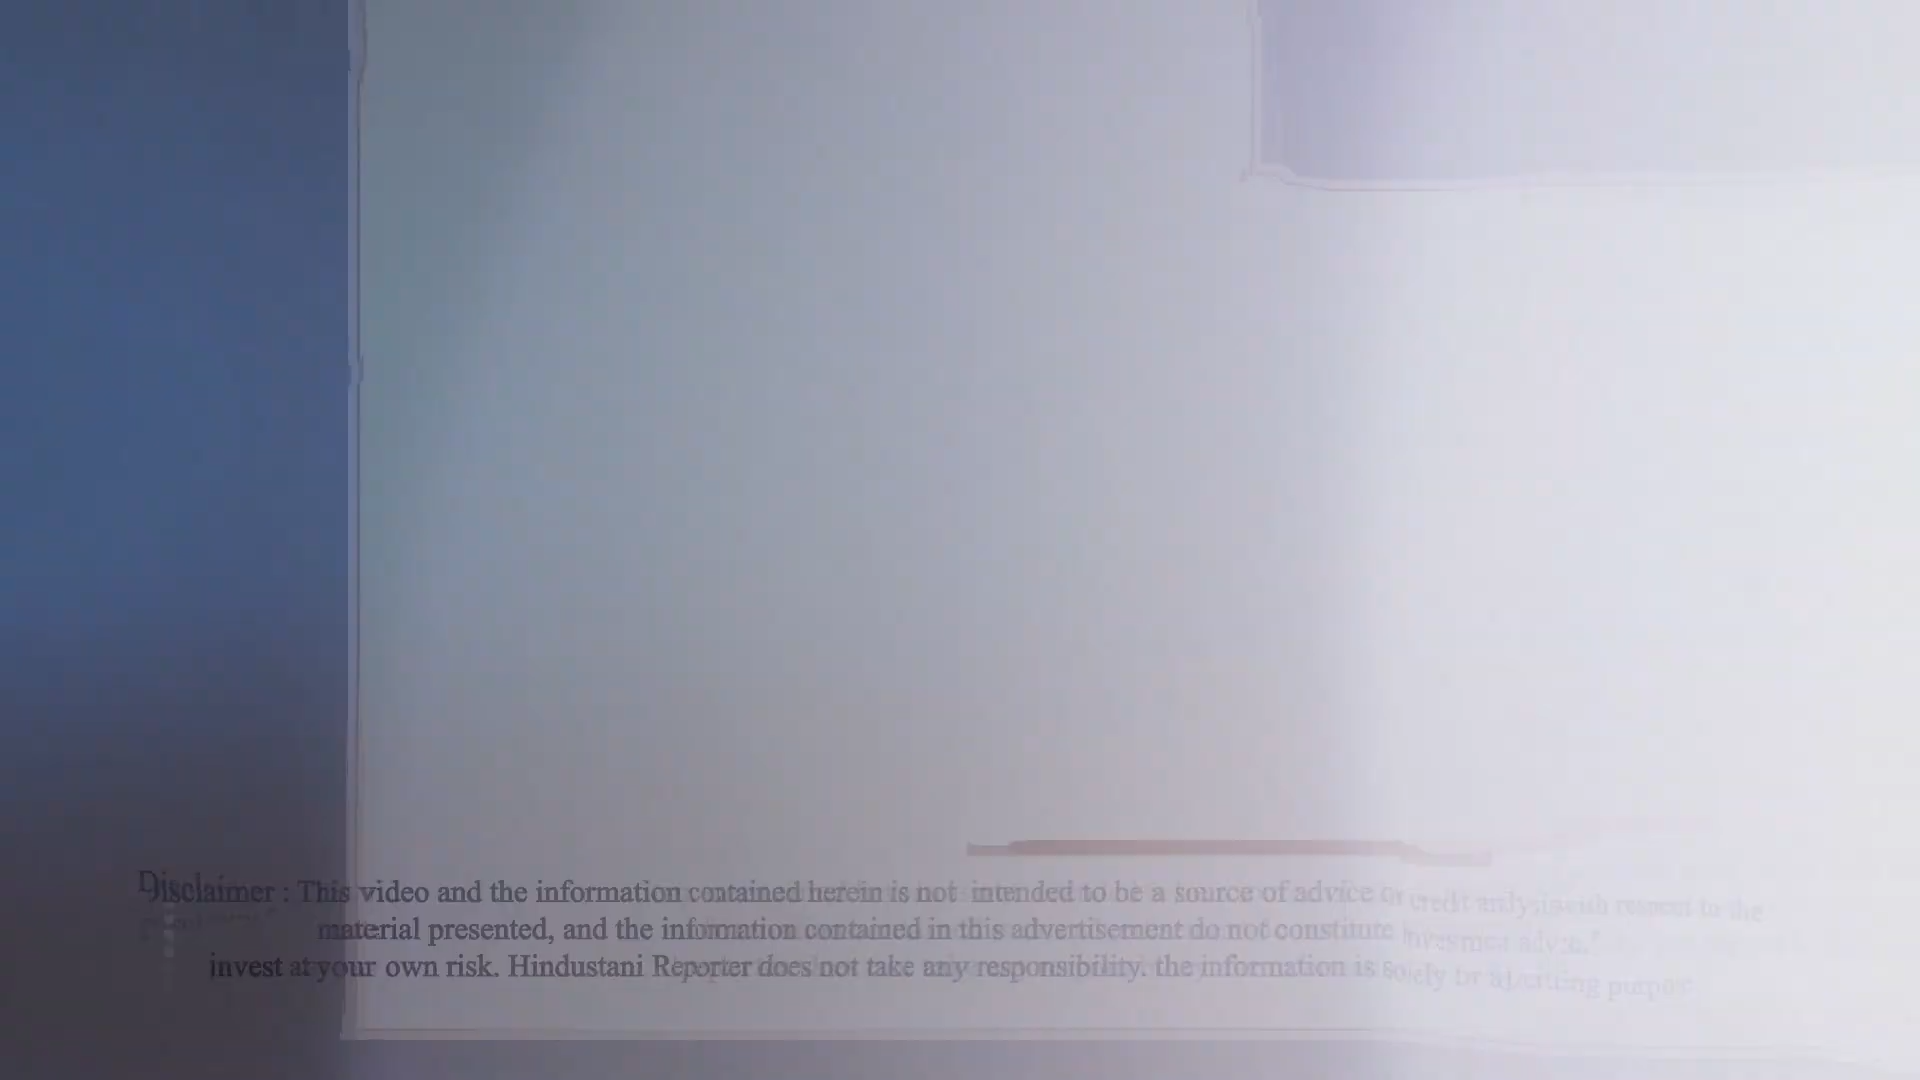 Disclaimer : This video and the information contained herein is not intended to be a source of advice or credit analysis with respect to the
material presented, and the information contained in this advertisement do not constitute
invest at your own risk. Hindustani Reporter does not take any responsibility. the information is solely